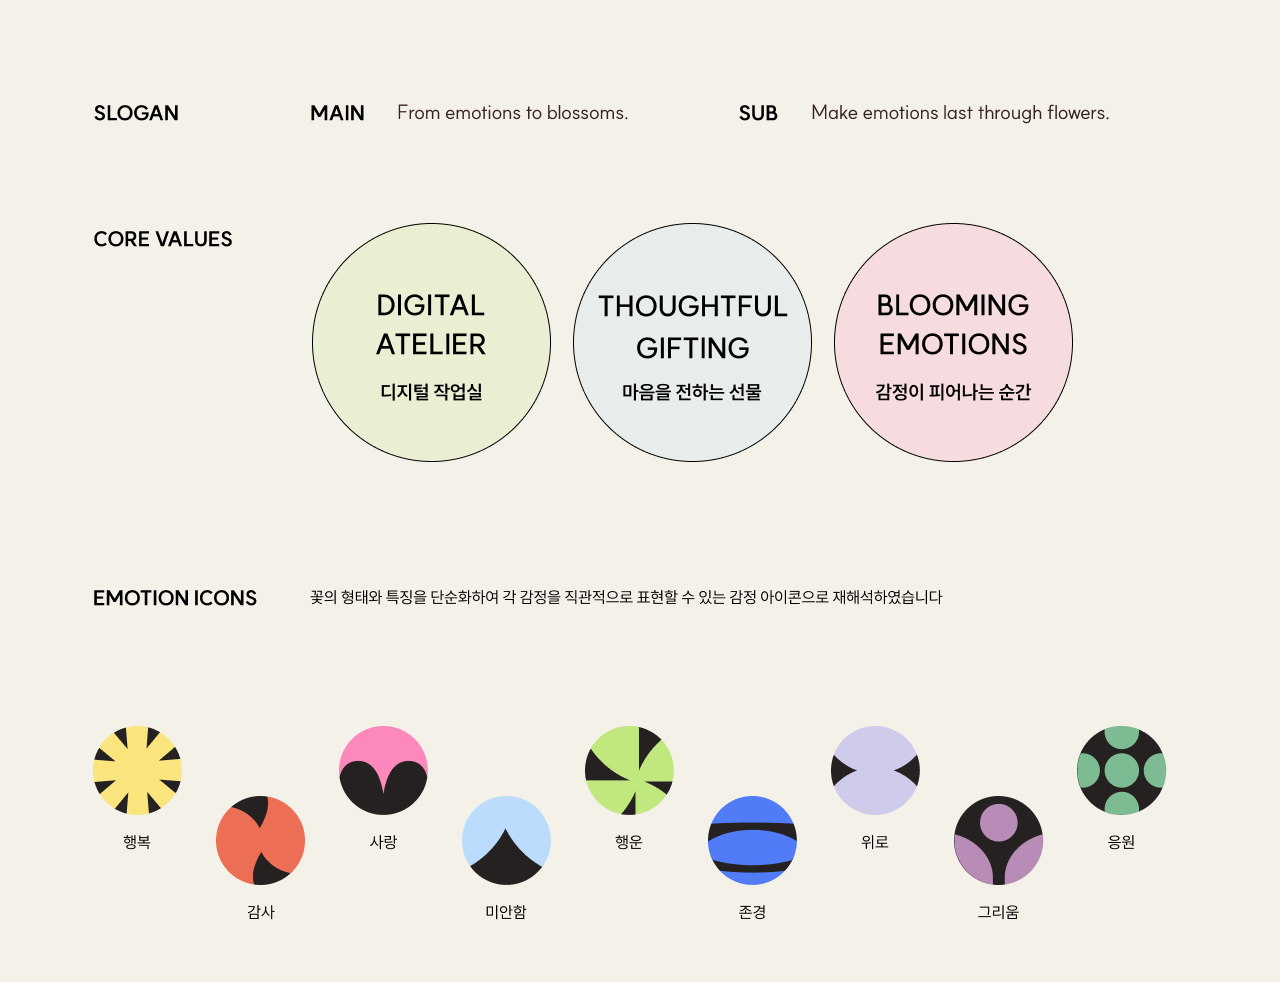 SLOGAN MAIN From emotions to blossoms. SUB Make emotions last through flowers.
CORE VALUES
DIGITAL
ATELIER
디지털 작업실
THOUGHTFUL
GIFTING
마음을 전하는 선물
BLOOMING
EMOTIONS
감정이 피어나는 순간
EMOTION ICONS 꽃의 형태와 특징을 단순화하여 각 감정을 직관적으로 표현할 수 있는 감정 아이콘으로 재해석하였습니다
행복
감사
사랑
미안함
행운
존경
위로
그리움
응원